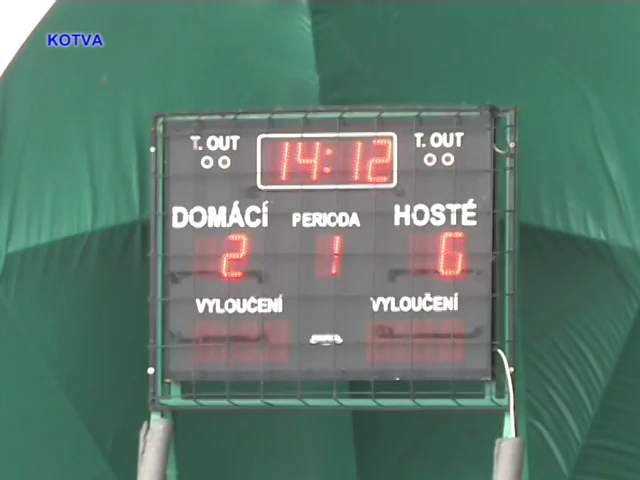 KOTVA
T. OUT 14:12 T. OUT
DOMÁCÍ PERIODA HOSTÉ
2 1 6
VYLOUČENÍ VYLOUČENÍ